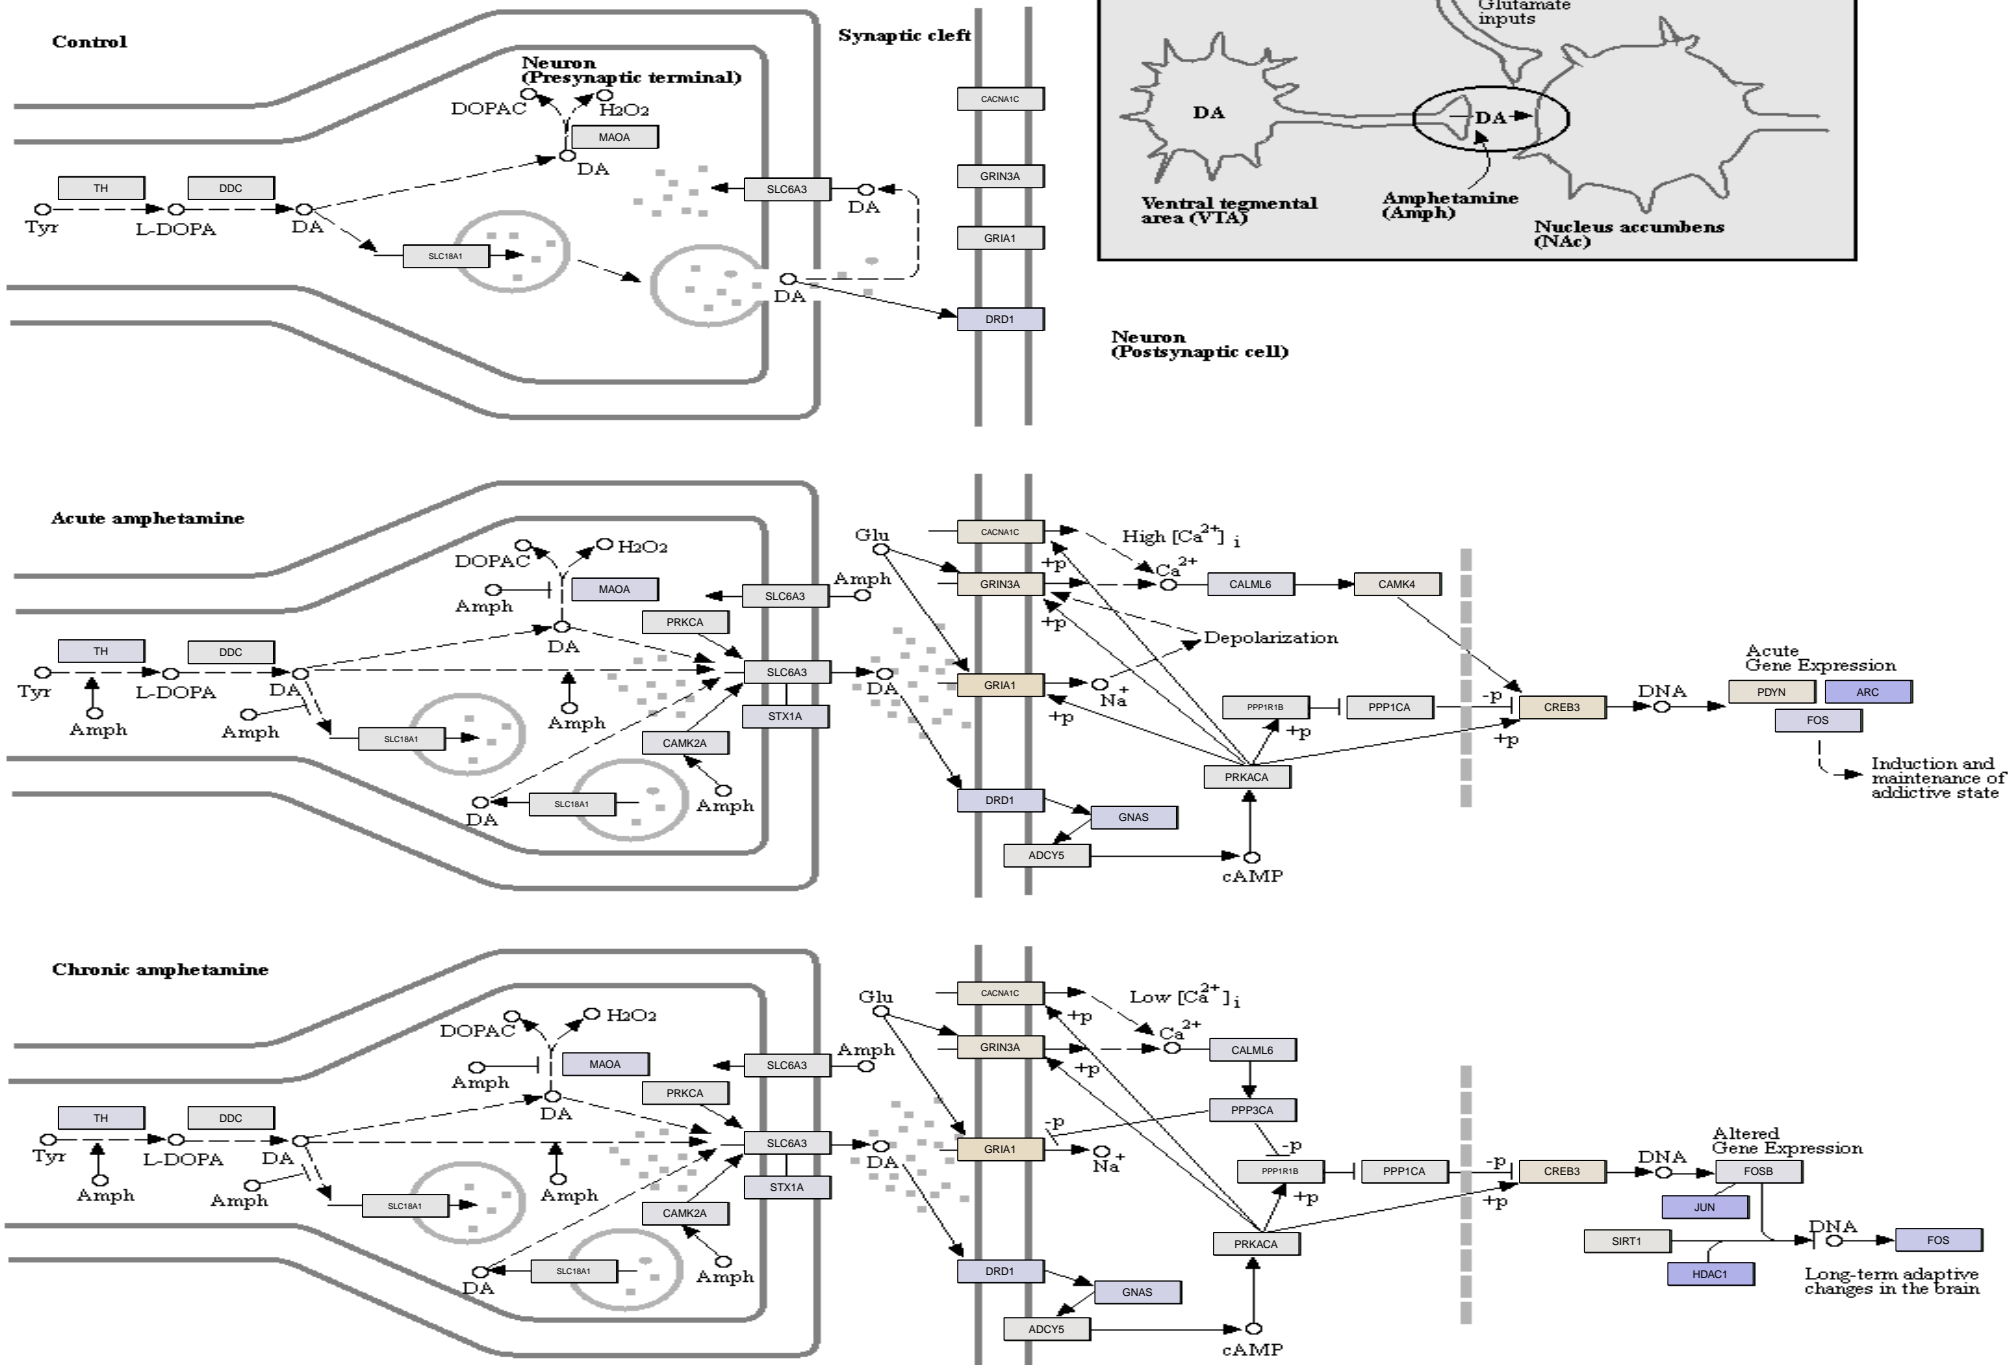 Control
Synaptic cleft
Neuron
(Presynaptic terminal)
DOPAC
H2O2
MAOA
DA
TH
DDC
Tyr
L-DOPA
DA
SLC18A1
SLC6A3
DA
DA
CACNA1C
GRIN3A
GRIA1
DRD1
Glutamate
inputs
DA
DA
Ventral tegmental
area (VTA)
Amphetamine
(Amph)
Nucleus accumbens
(NAc)
Neuron
(Postsynaptic cell)
Acute amphetamine
DOPAC
H2O2
Amph
MAOA
DA
TH
DDC
Tyr
L-DOPA
DA
Amph
Amph
Amph
SLC18A1
SLC18A1
DA
PRKCA
SLC6A3
Amph
SLC6A3
STX1A
CAMK2A
Amph
DA
Glu
CACNA1C
+p
High [Ca2+] i
Ca2+
GRIN3A
+p
CALML6
CAMK4
Depolarization
GRIA1
+p
Na+
PPP1R1B
+p
PPP1CA
-p
CREB3
+p
DNA
Acute
Gene Expression
PDYN
ARC
FOS
Induction and
maintenance of
addictive state
PRKACA
DRD1
GNAS
ADCY5
cAMP
Chronic amphetamine
DOPAC
H2O2
Amph
MAOA
DA
TH
DDC
Tyr
L-DOPA
DA
Amph
Amph
Amph
SLC18A1
SLC18A1
DA
PRKCA
SLC6A3
Amph
SLC6A3
STX1A
CAMK2A
Amph
DA
Glu
CACNA1C
+p
Low [Ca2+] i
Ca2+
GRIN3A
+p
CALML6
PPP3CA
-p
-p
GRIA1
Na+
PPP1R1B
+p
PPP1CA
-p
CREB3
+p
DNA
Altered
Gene Expression
FOSB
JUN
SIRT1
HDAC1
DNA
FOS
Long-term adaptive
changes in the brain
PRKACA
DRD1
GNAS
ADCY5
cAMP